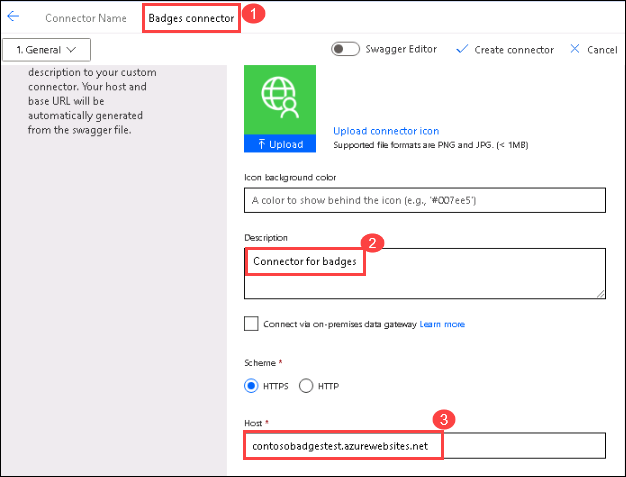 Connector Name
Badges connector
1
1. General
Swagger Editor
Create connector
Cancel
description to your custom
connector. Your host and
base URL will be
automatically generated
from the swagger file.
Upload
Upload connector icon
Supported file formats are PNG and JPG. (< 1MB)
Icon background color
A color to show behind the icon (e.g., '#007ee5')
Description
2
Connector for badges
Connect via on-premises data gateway Learn more
Scheme *
HTTPS
HTTP
Host *
3
contosobadgestest.azurewebsites.net